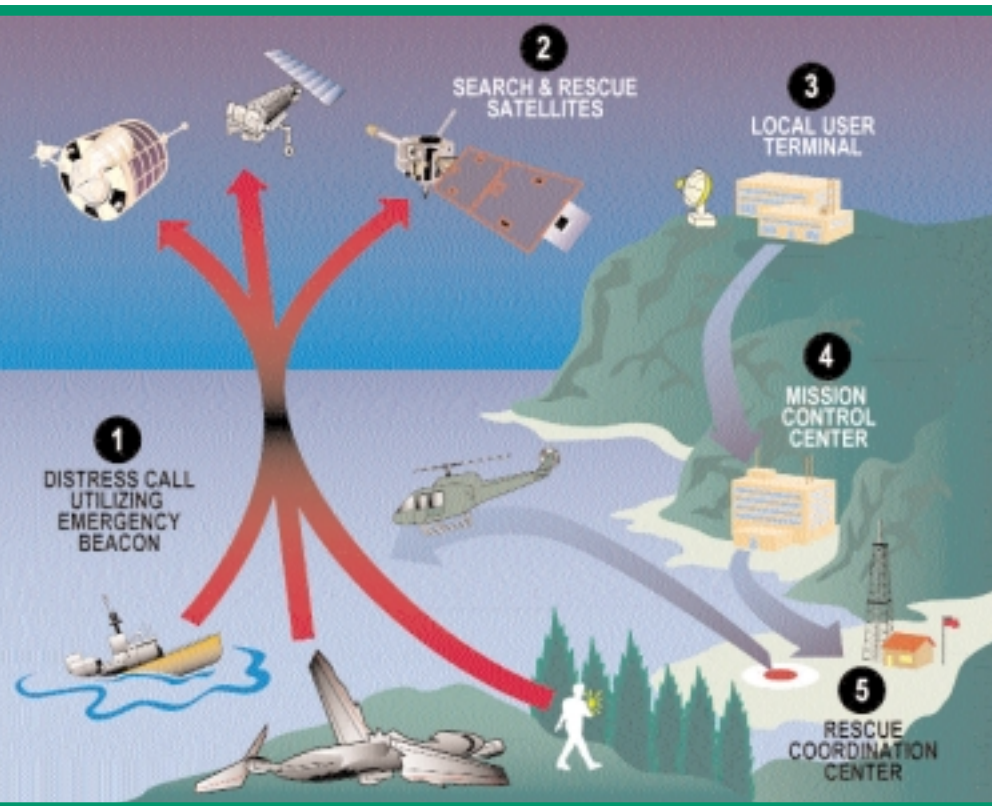 1
DISTRESS CALL
UTILIZING
EMERGENCY
BEACON
2
SEARCH & RESCUE
SATELLITES
3
LOCAL USER
TERMINAL
4
MISSION
CONTROL
CENTER
5
RESCUE
COORDINATION
CENTER